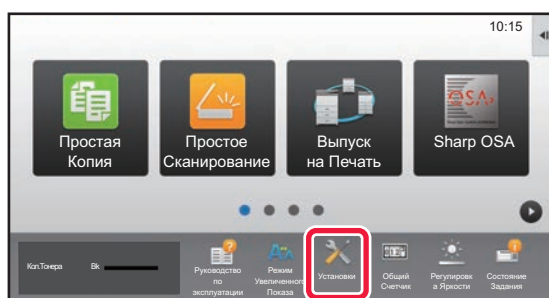 10:15
Простая
Копия
Простое
Сканирование
Выпуск
на Печать
OSA
Sharp OSA
Кол.Тонера Bk
Руководство
по
эксплуатации
Режим
Увеличенного
Показа
Установки
Общий
Счетчик
Регулировк
а Яркости
Состояние
Задания